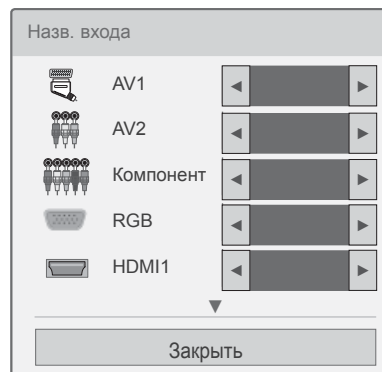 Назв. входа
AV1
AV2
Компонент
RGB
HDMI1
Закрыть